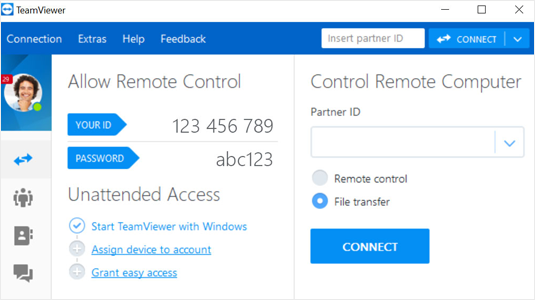 TeamViewer
Connection Extras Help Feedback Insert partner ID CONNECT
29
Allow Remote Control
YOUR ID 123 456 789
PASSWORD abc123
Unattended Access
Start TeamViewer with Windows
Assign device to account
Grant easy access
Control Remote Computer
Partner ID
Remote control
File transfer
CONNECT